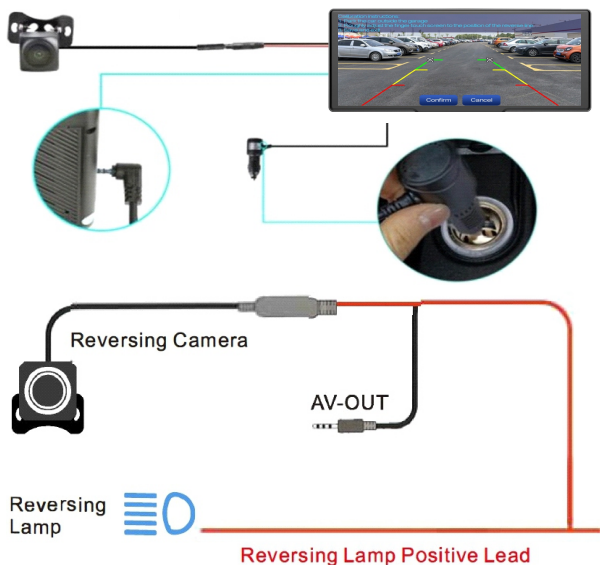 Confirm Cancel
Reversing Camera
AV-OUT
Reversing
Lamp
Reversing Lamp Positive Lead